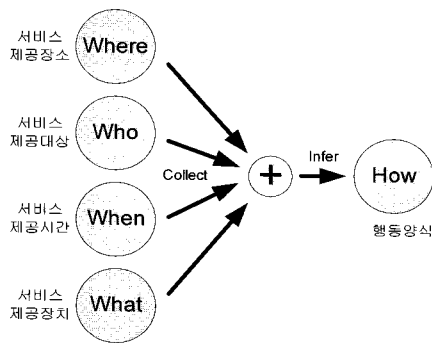 서비스
제공장소
Where
서비스
제공대상
Who
서비스
제공시간
When
서비스
제공장치
What
Collect
+
Infer
How
행동양식